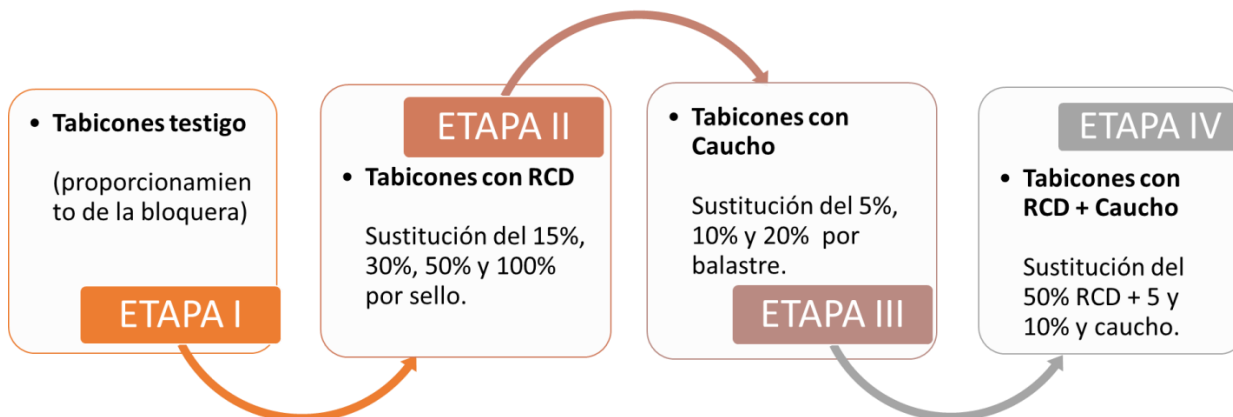 • Tabicones testigo
(proporcionamien
to de la bloquera)
ETAPA I
ETAPA II
• Tabicones con RCD
Sustitución del 15%,
30%, 50% y 100%
por sello.
• Tabicones con
Caucho
Sustitución del 5%,
10% y 20% por
balastre.
ETAPA III
ETAPA IV
• Tabicones con
RCD + Caucho
Sustitución del
50% RCD + 5 y
10% y caucho.